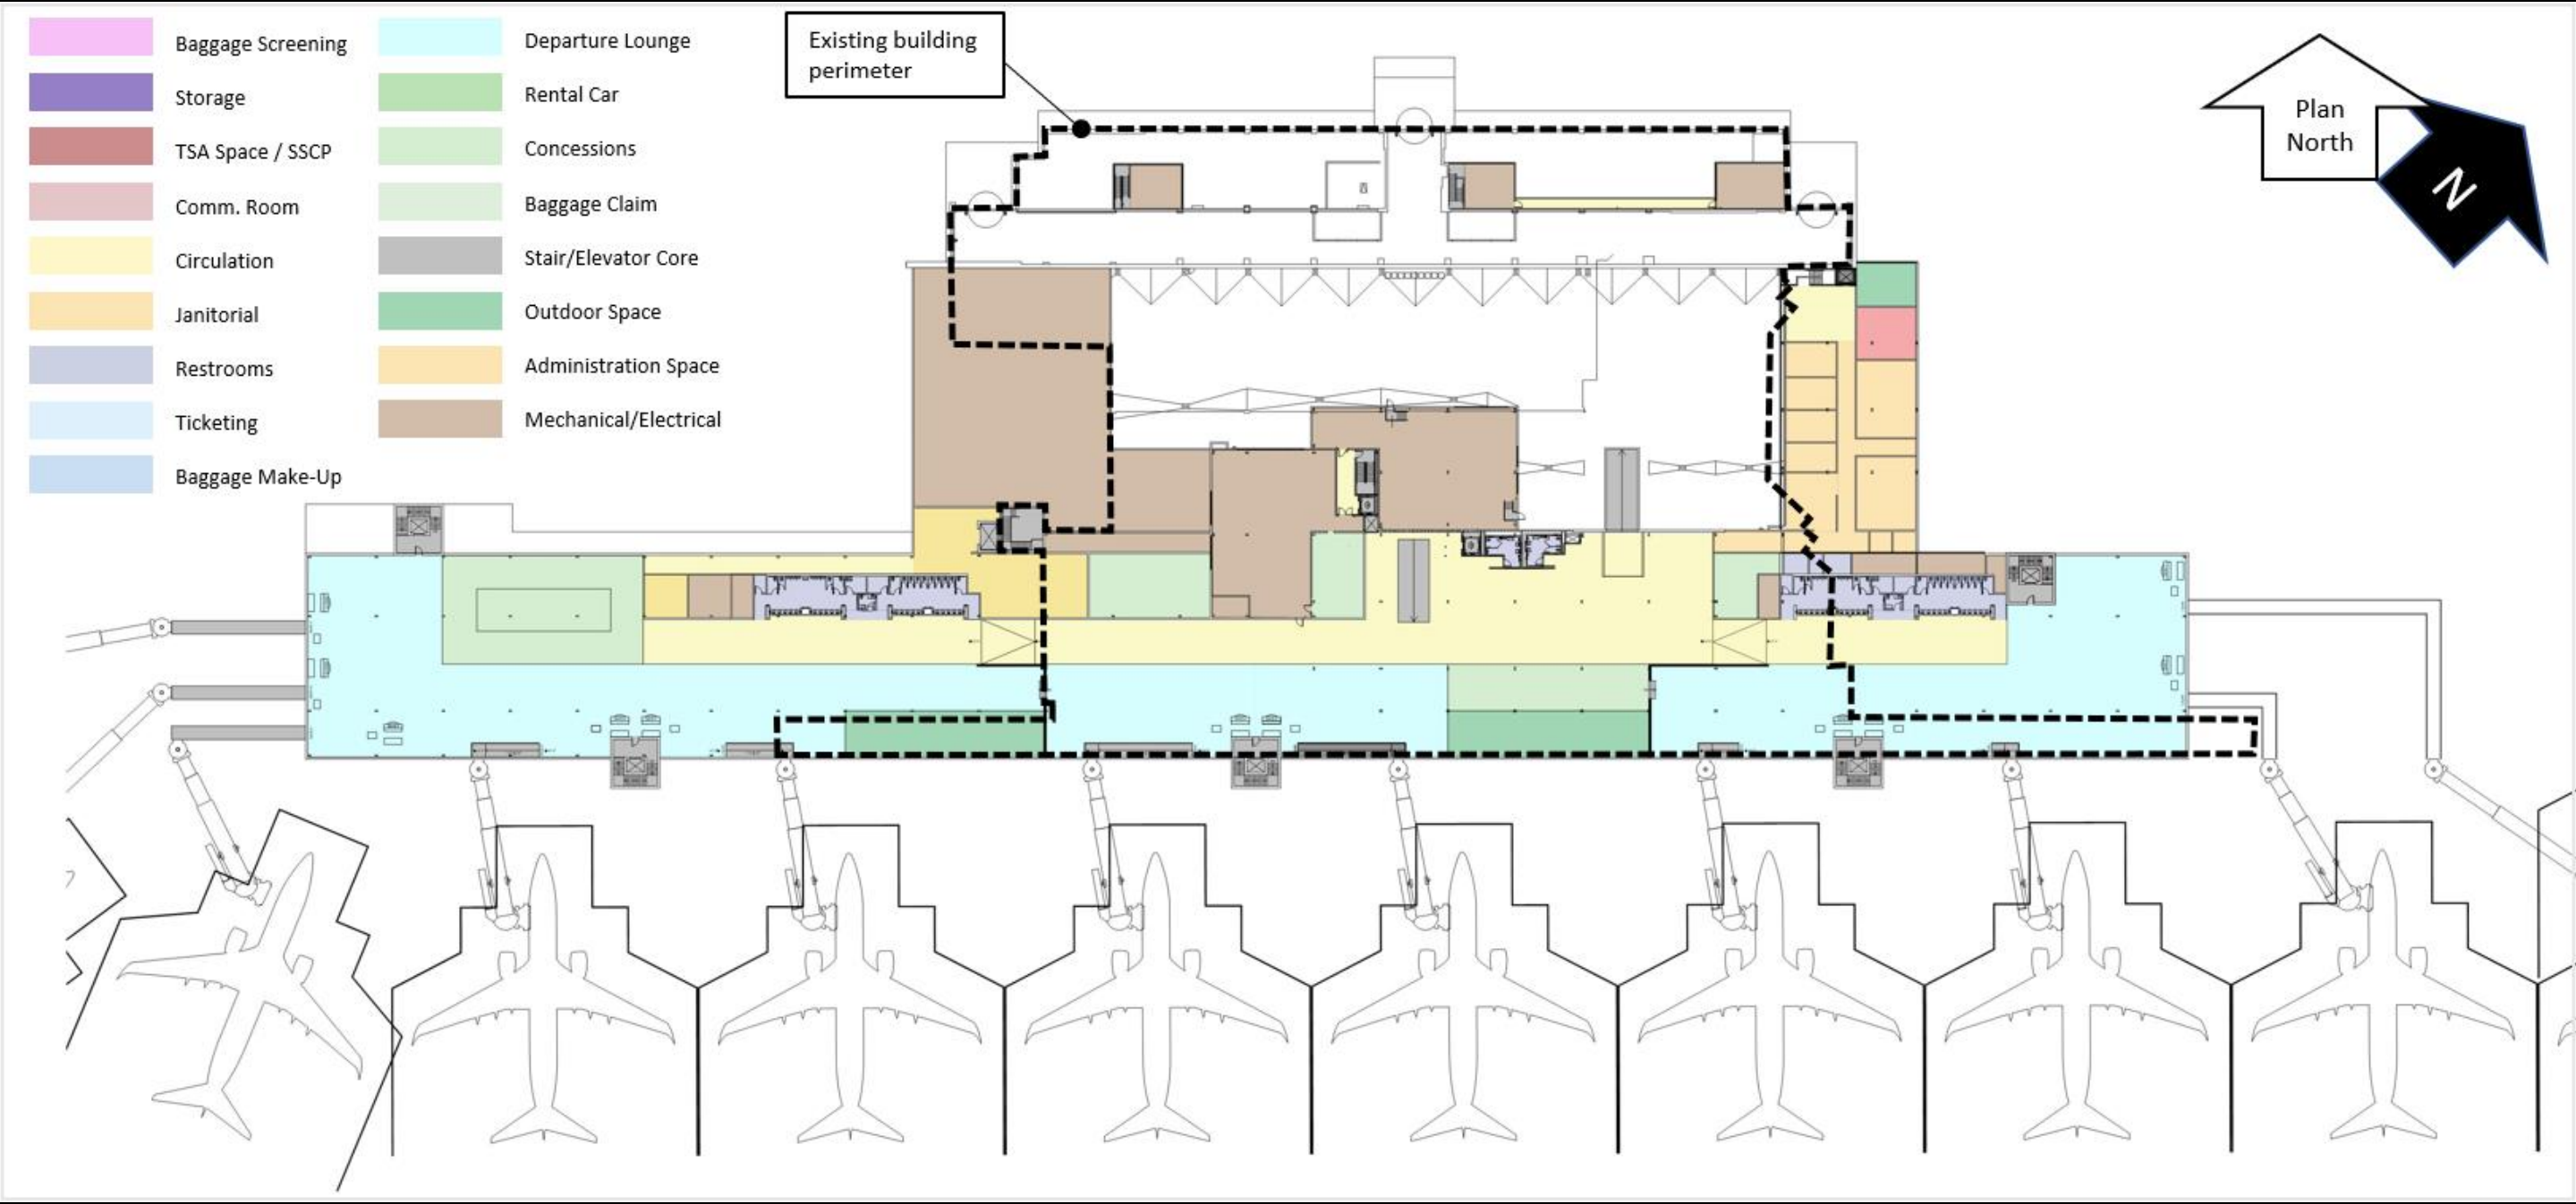 Baggage Screening
Storage
TSA Space / SSCP
Comm. Room
Circulation
Janitorial
Restrooms
Ticketing
Baggage Make-Up
Departure Lounge
Rental Car
Concessions
Baggage Claim
Stair/Elevator Core
Outdoor Space
Administration Space
Mechanical/Electrical
Existing building
perimeter
Plan
North
N